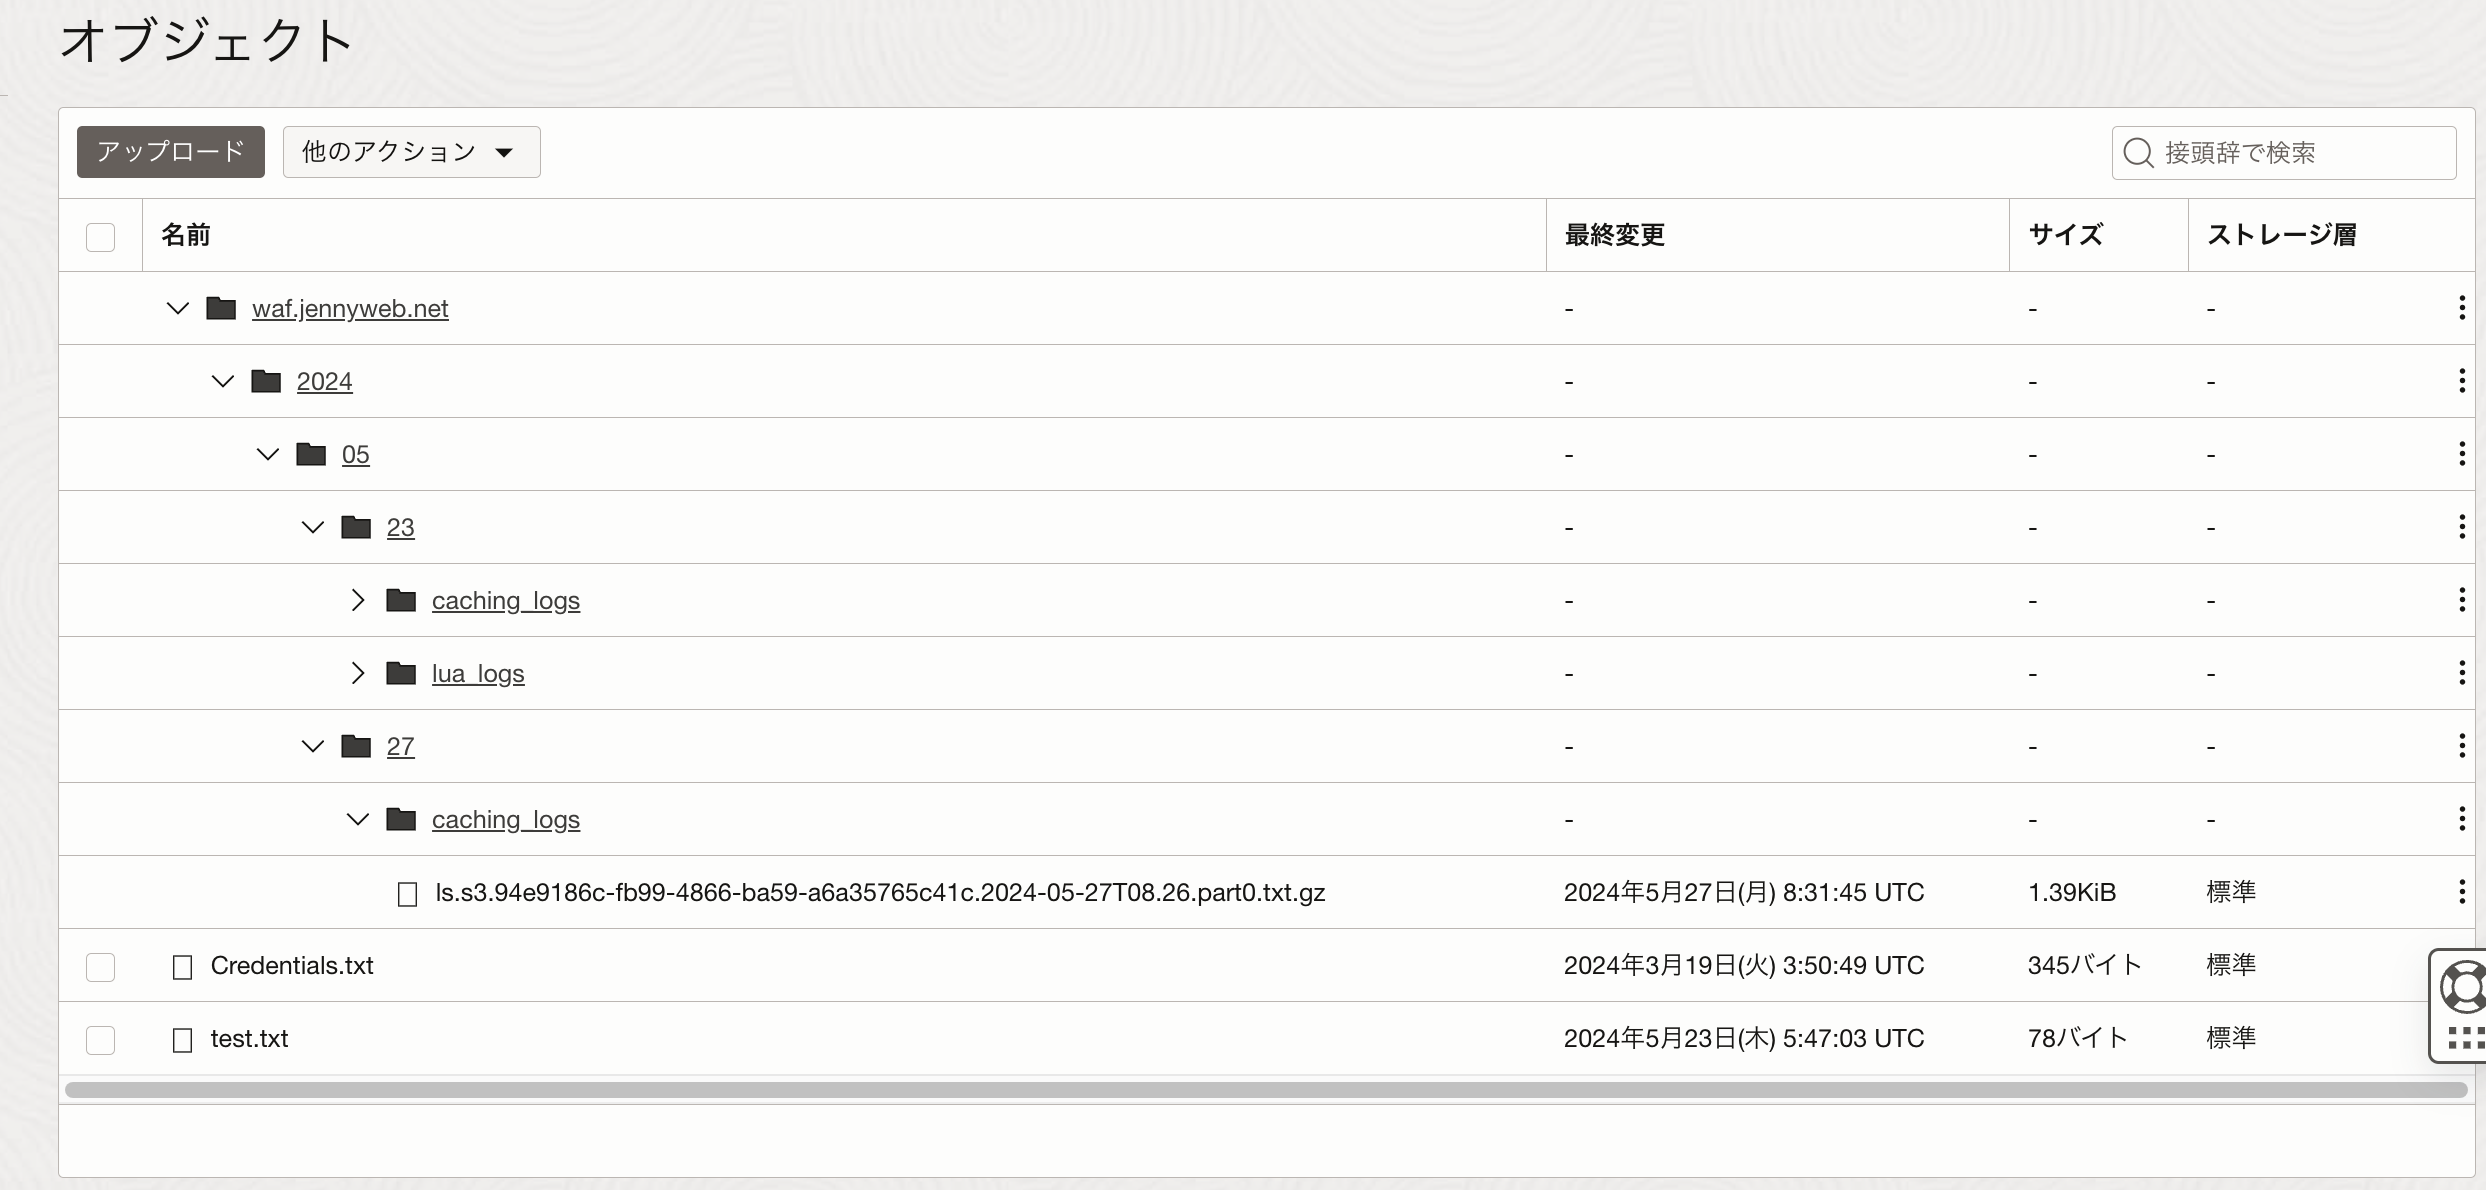 オブジェクト
アップロード 他のアクション 接頭辞で検索
名前 最終変更 サイズ ストレージ層
waf.jennyweb.net - - -
2024 - - -
05 - - -
23 - - -
caching_logs - - -
lua_logs - - -
27 - - -
caching_logs - - -
ls.s3.94e9186c-fb99-4866-ba59-a6a35765c41c.2024-05-27T08.26.part0.txt.gz 2024年5月27日(月) 8:31:45 UTC 1.39KiB 標準
Credentials.txt 2024年3月19日(火) 3:50:49 UTC 345バイト 標準
test.txt 2024年5月23日(木) 5:47:03 UTC 78バイト 標準